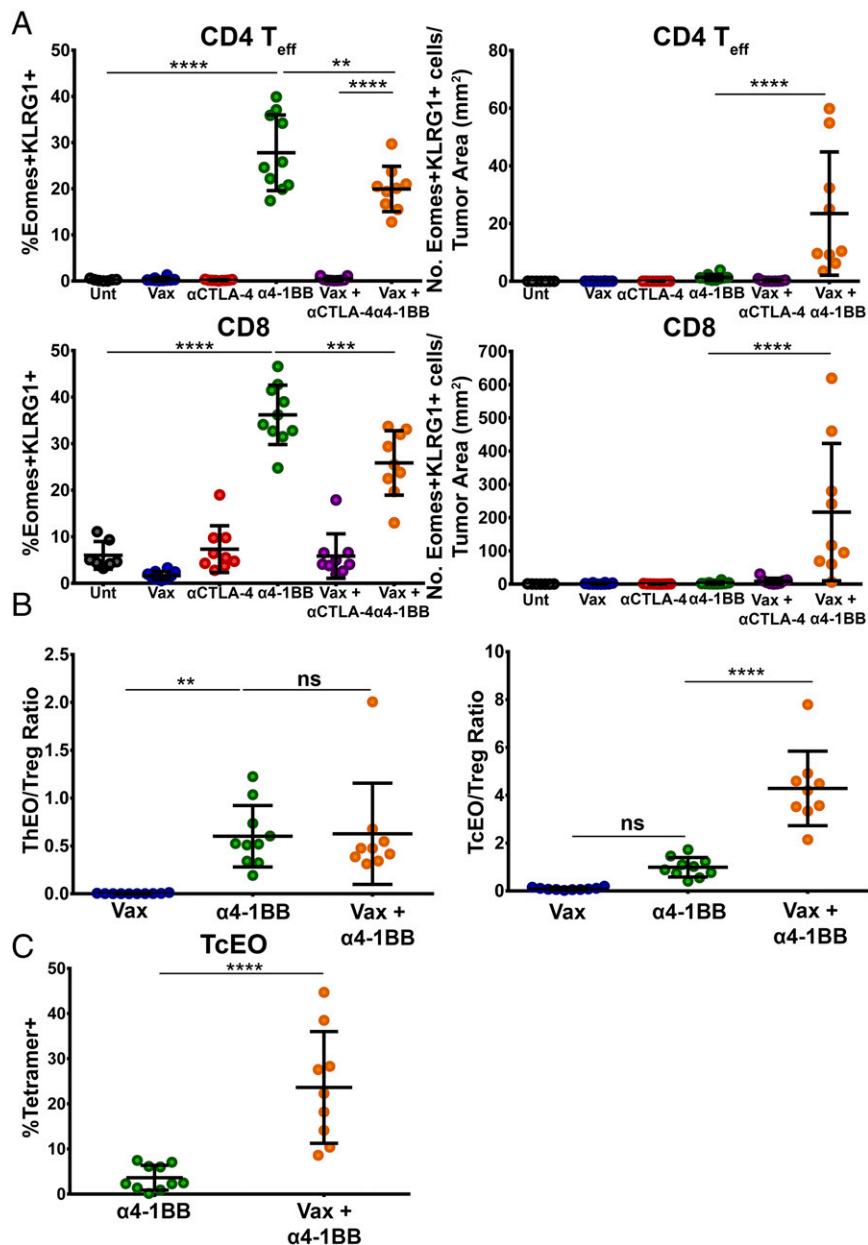 A
CD4 Teff
%Eomes+KLRG1+
50
40
30
20
10
0
****
**
****
Unt
Vax
αCTLA-4
α4-1BB
Vax + αCTLA-4
Vax + α4-1BB
CD4 Teff
No. Eomes+KLRG1+ cells/
Tumor Area (mm²)
80
60
40
20
0
****
Unt
Vax
αCTLA-4
α4-1BB
Vax + αCTLA-4
Vax + α4-1BB
CD8
%Eomes+KLRG1+
50
40
30
20
10
0
****
***
Unt
Vax
αCTLA-4
α4-1BB
Vax + αCTLA-4
Vax + α4-1BB
CD8
No. Eomes+KLRG1+ cells/
Tumor Area (mm²)
700
600
500
400
300
200
100
0
****
Unt
Vax
αCTLA-4
α4-1BB
Vax + αCTLA-4
Vax + α4-1BB
B
ThEO/Treg Ratio
2.5
2.0
1.5
1.0
0.5
0.0
**
ns
Vax
α4-1BB
Vax +
α4-1BB
TcEO/Treg Ratio
10
8
6
4
2
0
ns
****
Vax
α4-1BB
Vax +
α4-1BB
C
TcEO
%Tetramer+
50
40
30
20
10
0
****
α4-1BB
Vax +
α4-1BB